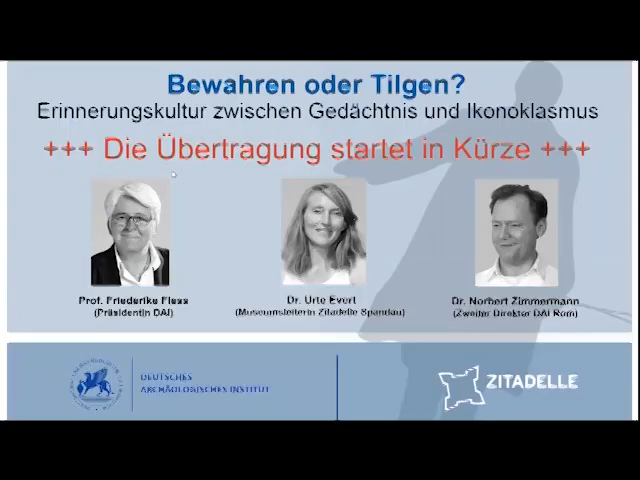 Bewahren oder Tilgen?
Erinnerungskultur zwischen Gedächtnis und Ikonoklasmus
+++ Die Übertragung startet in Kürze +++
Prof. Friederike Fless
(Präsidentin DAI)
Dr. Urte Evert
(Museumsleiterin Zitadelle Spandau)
Dr. Norbert Zimmermann
(Zweiter Direktor DAI Rom)
DEUTSCHES
ARCHÄOLOGISCHES INSTITUT
ZITADELLE